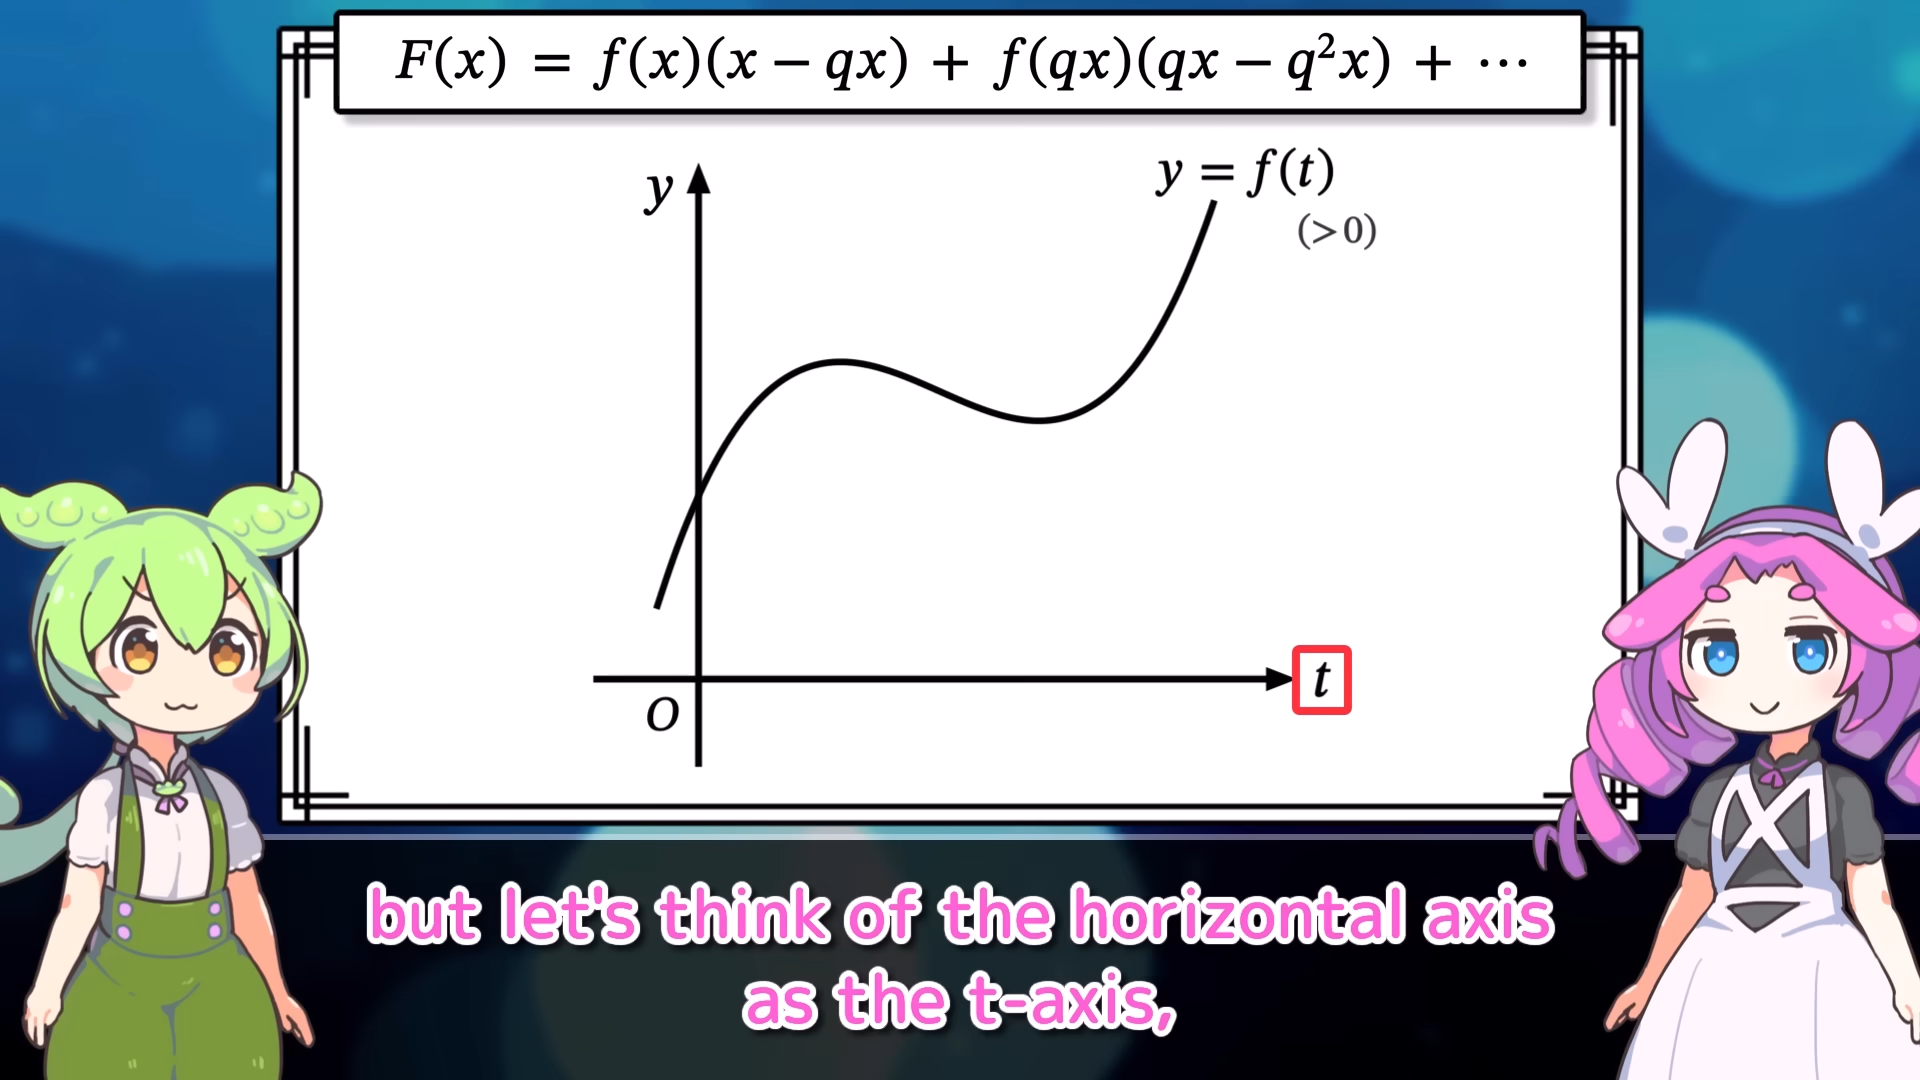 F(x) = f(x)(x − qx) + f(qx)(qx − q²x) + ⋯
y
y = f(t)
(> 0)
t
O
but let's think of the horizontal axis
as the t-axis,